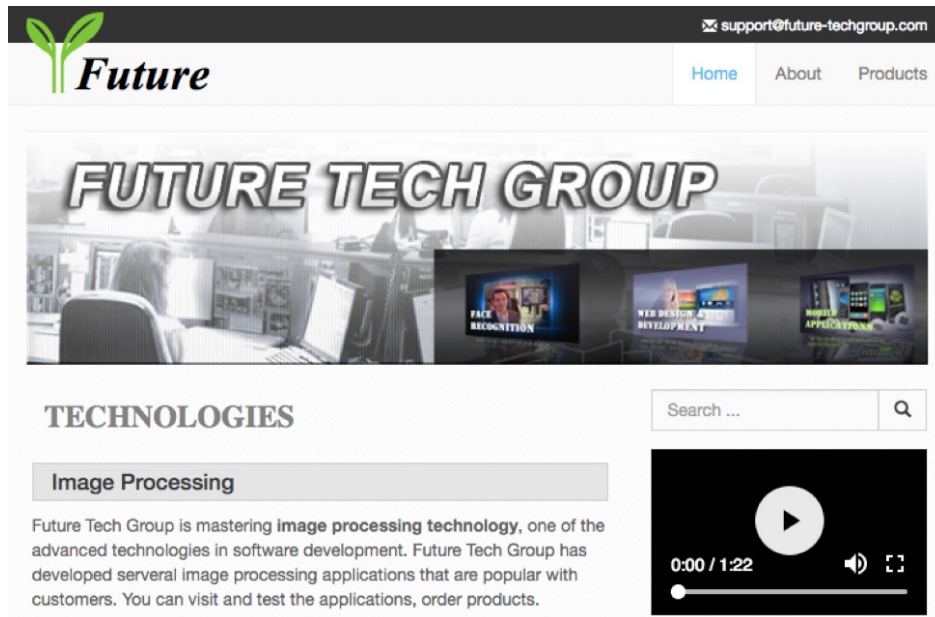 support@future-techgroup.com
Future
Home About Products
FUTURE TECH GROUP
FACE
RECOGNITION
WEB DESIGN &
DEVELOPMENT
MOBILE
APPLICATIONS
TECHNOLOGIES
Search ...
Image Processing
Future Tech Group is mastering image processing technology, one of the
advanced technologies in software development. Future Tech Group has
developed serveral image processing applications that are popular with
customers. You can visit and test the applications, order products.
0:00 / 1:22